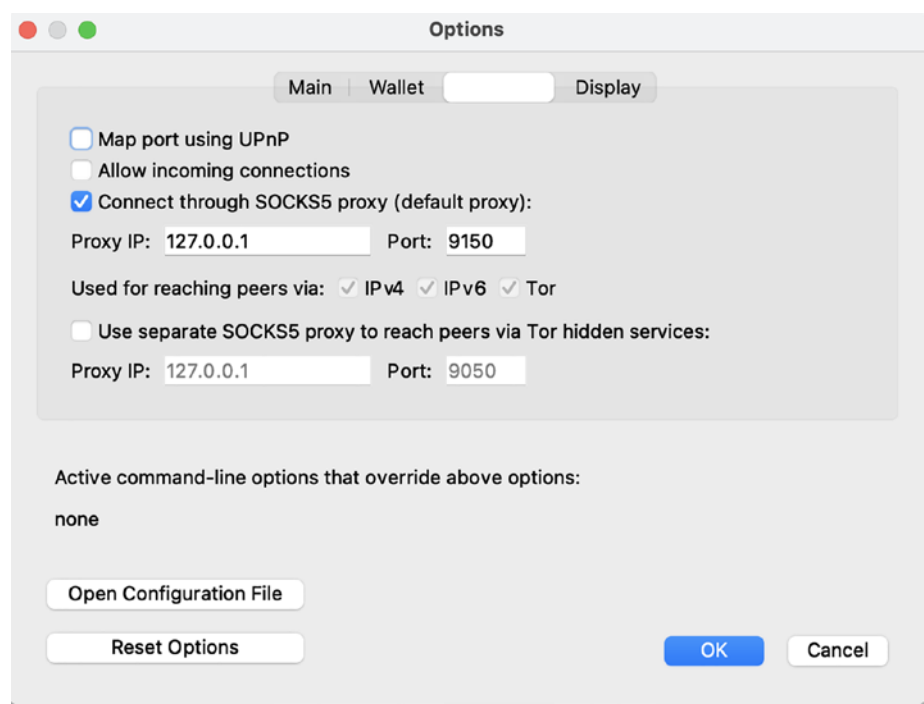 Options
Main Wallet Display
Map port using UPnP
Allow incoming connections
Connect through SOCKS5 proxy (default proxy):
Proxy IP: 127.0.0.1 Port: 9150
Used for reaching peers via: IPv4 IPv6 Tor
Use separate SOCKS5 proxy to reach peers via Tor hidden services:
Proxy IP: 127.0.0.1 Port: 9050
Active command-line options that override above options:
none
Open Configuration File
Reset Options OK Cancel